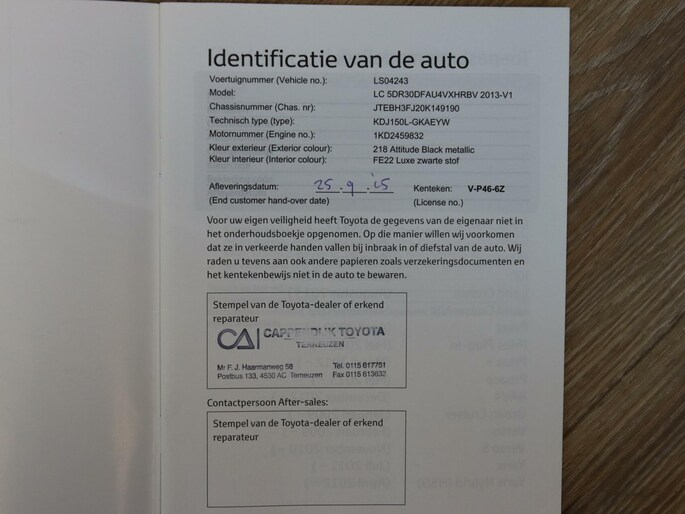 Identificatie van de auto
Voertuignummer (Vehicle no.): LS04243
Model: LC 5DR30DFAU4VXHRBV 2013-V1
Chassisnummer (Chas. nr): JTEBH3FJ20K149190
Technisch type (type): KDJ150L-GKAEYW
Motornummer (Engine no.): 1KD2459832
Kleur exterieur (Exterior colour): 218 Attitude Black metallic
Kleur interieur (Interior colour): FE22 Luxe zwarte stof
Afleveringsdatum: 25 . 9 . '15 Kenteken: V-P46-6Z
(End customer hand-over date) (License no.)
Voor uw eigen veiligheid heeft Toyota de gegevens van de eigenaar niet in
het onderhoudsboekje opgenomen. Op die manier willen wij voorkomen
dat ze in verkeerde handen vallen bij inbraak in of diefstal van de auto. Wij
raden u tevens aan ook andere papieren zoals verzekeringsdocumenten en
het kentekenbewijs niet in de auto te bewaren.
Stempel van de Toyota-dealer of erkend
reparateur
CA CAPPENDIJK TOYOTA
TERNEUZEN
Mr F. J. Haarmanweg 58 Tel. 0115 617751
Postbus 133, 4530 AC Terneuzen Fax 0115 613632
Contactpersoon After-sales:
Stempel van de Toyota-dealer of erkend
reparateur